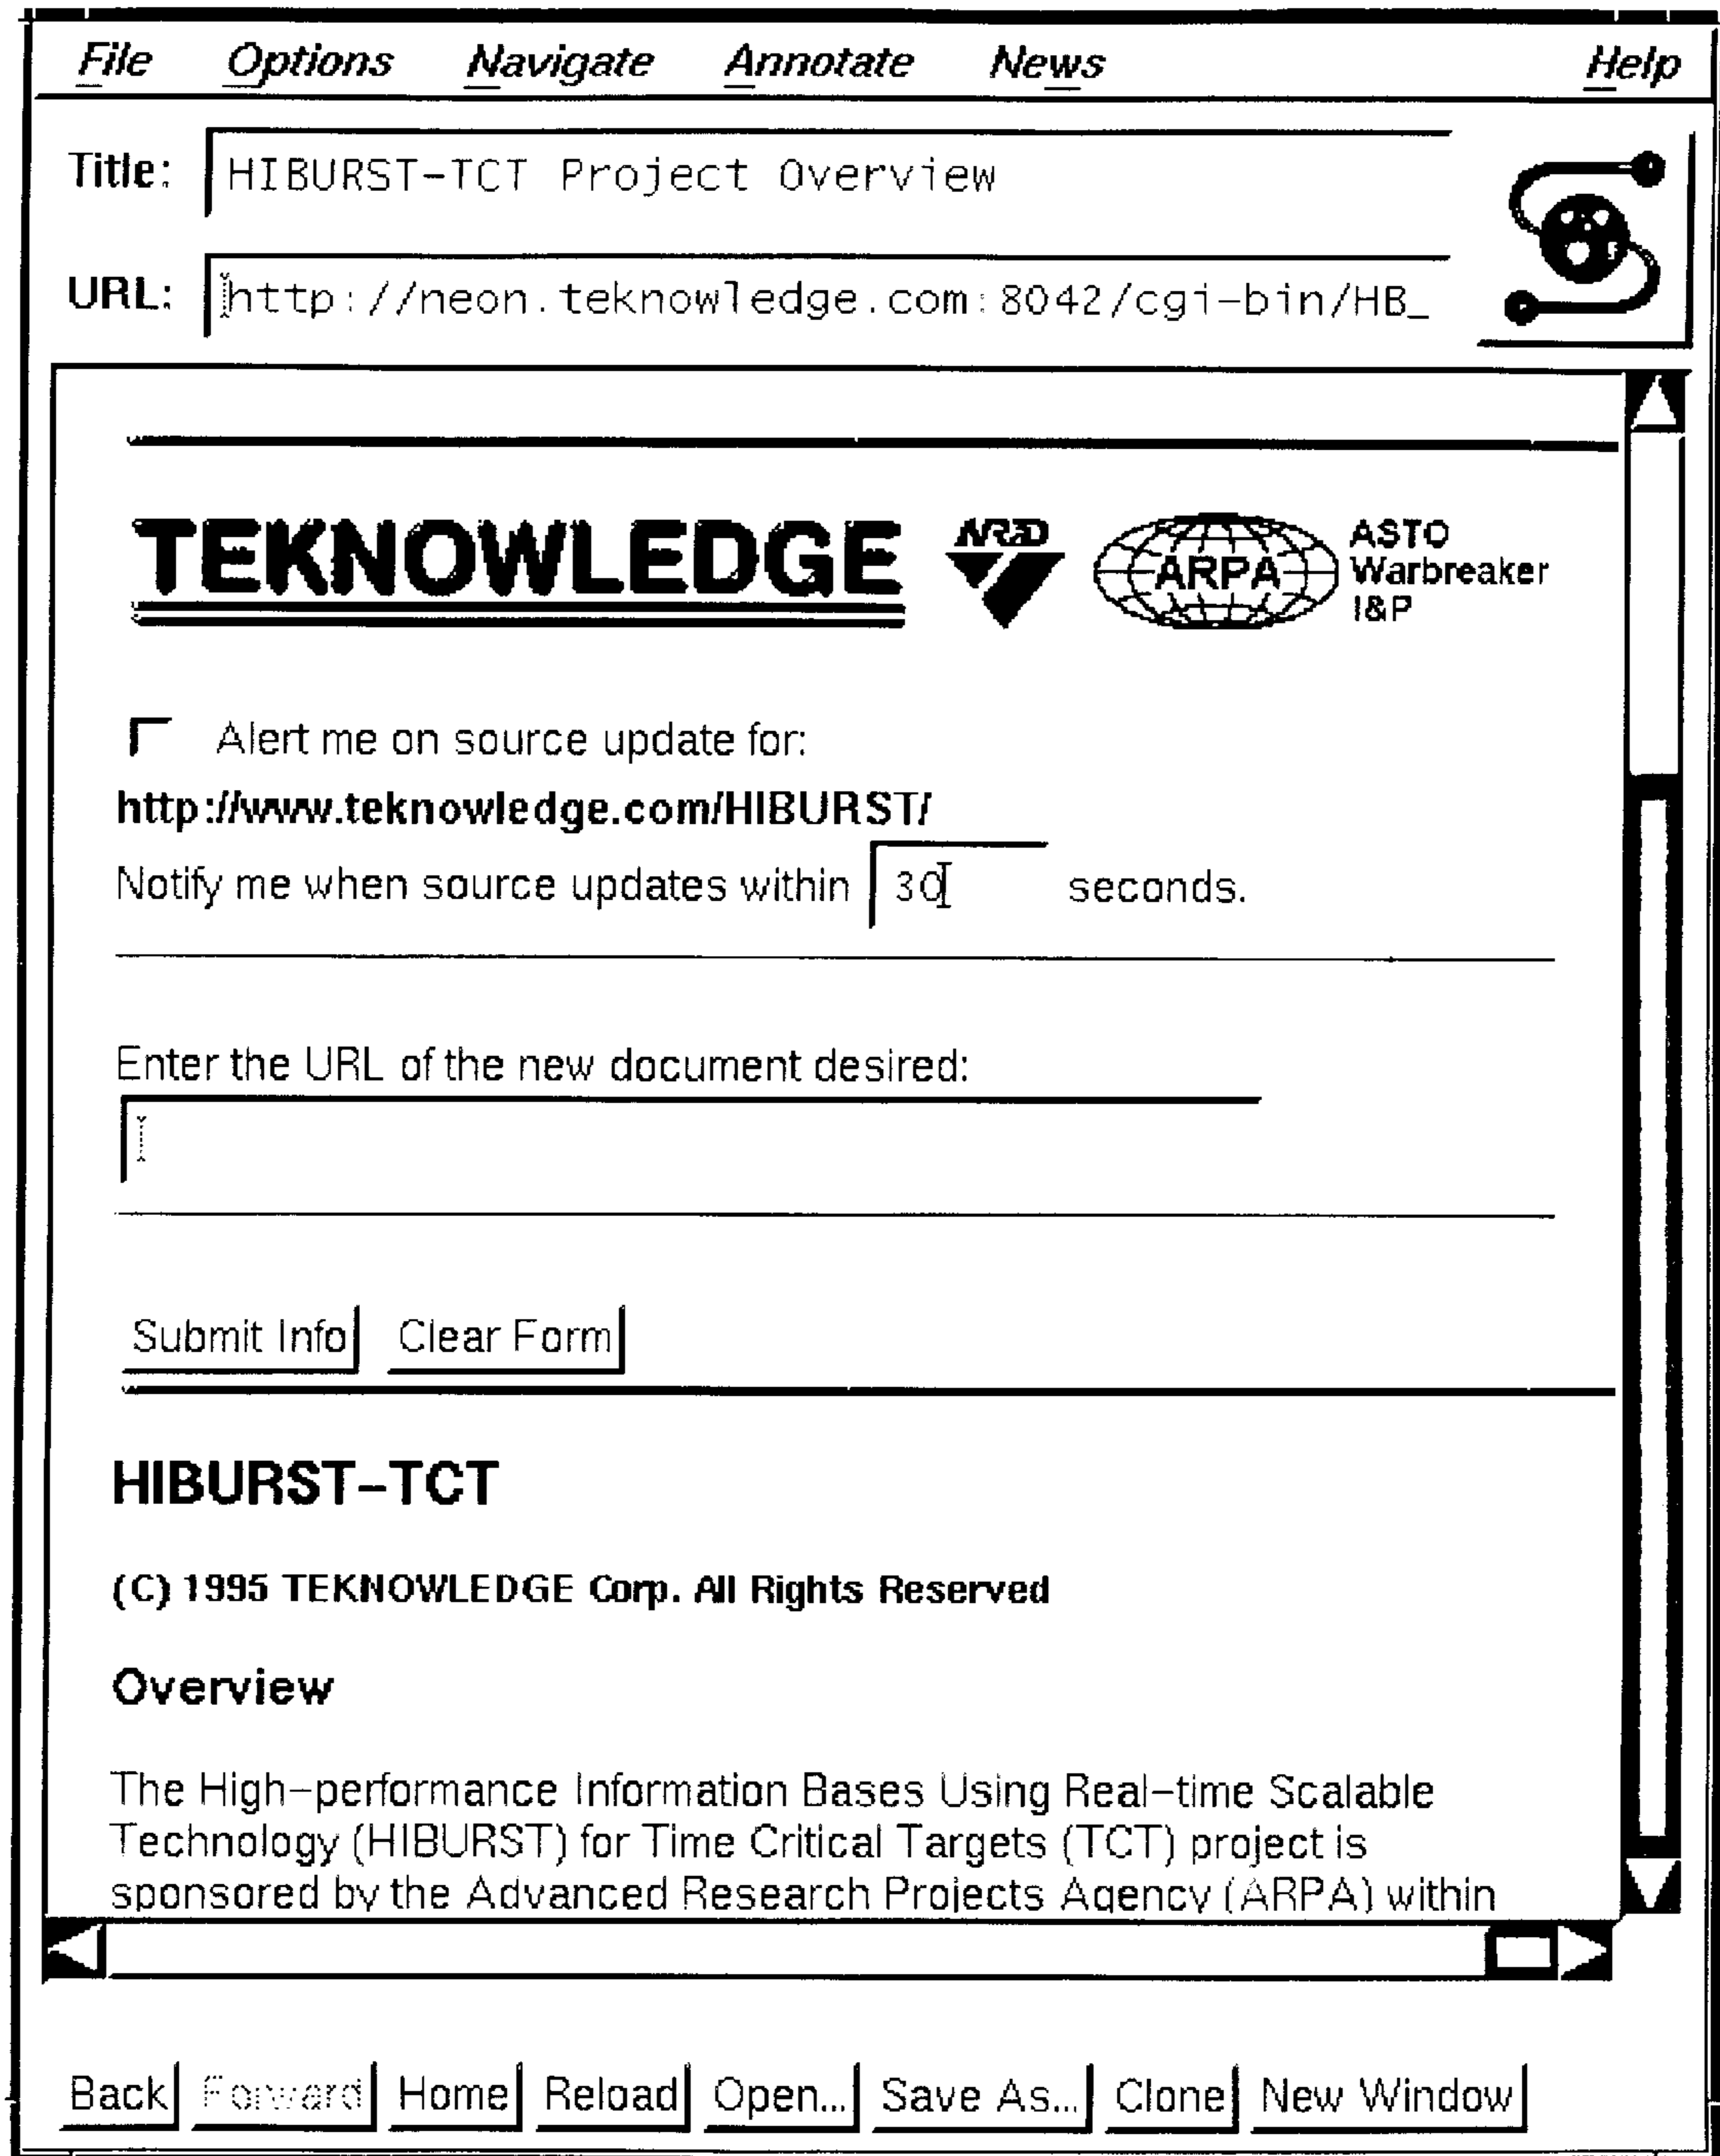 File Options Navigate Annotate News Help
Title: HIBURST-TCT Project Overview
URL: http://neon.teknowledge.com:8042/cgi-bin/HB_
TEKNOWLEDGE NR3D ARPA ASTO
Warbreaker
I&P
Alert me on source update for:
http://www.teknowledge.com/HIBURST/
Notify me when source updates within 30 seconds.
Enter the URL of the new document desired:
Submit Info Clear Form
HIBURST-TCT
(C) 1995 TEKNOWLEDGE Corp. All Rights Reserved
Overview
The High-performance Information Bases Using Real-time Scalable
Technology (HIBURST) for Time Critical Targets (TCT) project is
sponsored by the Advanced Research Projects Agency (ARPA) within
Back Forward Home Reload Open... Save As... Clone New Window